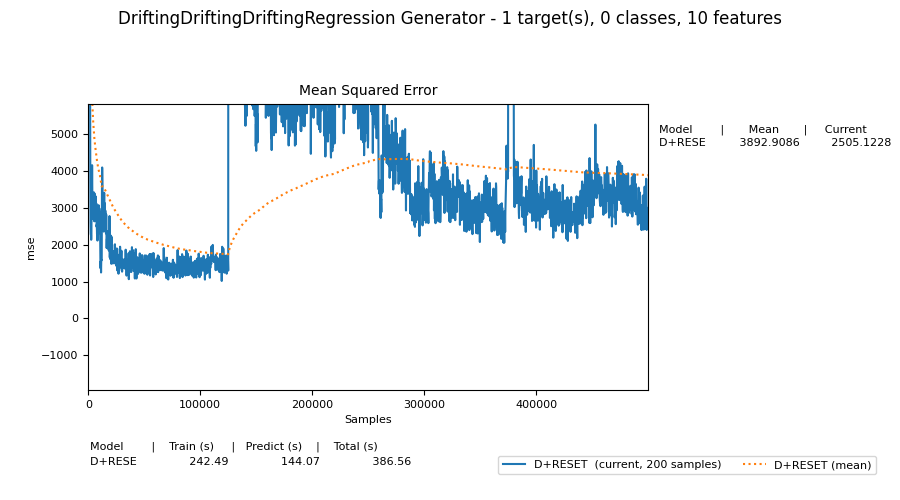 DriftingDriftingDriftingRegression Generator - 1 target(s), 0 classes, 10 features
Mean Squared Error
5000
4000
3000
2000
1000
0
−1000
mse
0 100000 200000 300000 400000
Samples
Model | Mean | Current
D+RESE 3892.9086 2505.1228
Model | Train (s) | Predict (s) | Total (s)
D+RESE 242.49 144.07 386.56
D+RESET (current, 200 samples) D+RESET (mean)